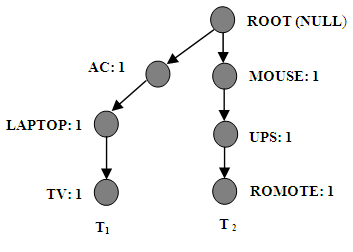 ROOT (NULL)
AC: 1
MOUSE: 1
LAPTOP: 1
UPS: 1
TV: 1
ROMOTE: 1
T1
T2